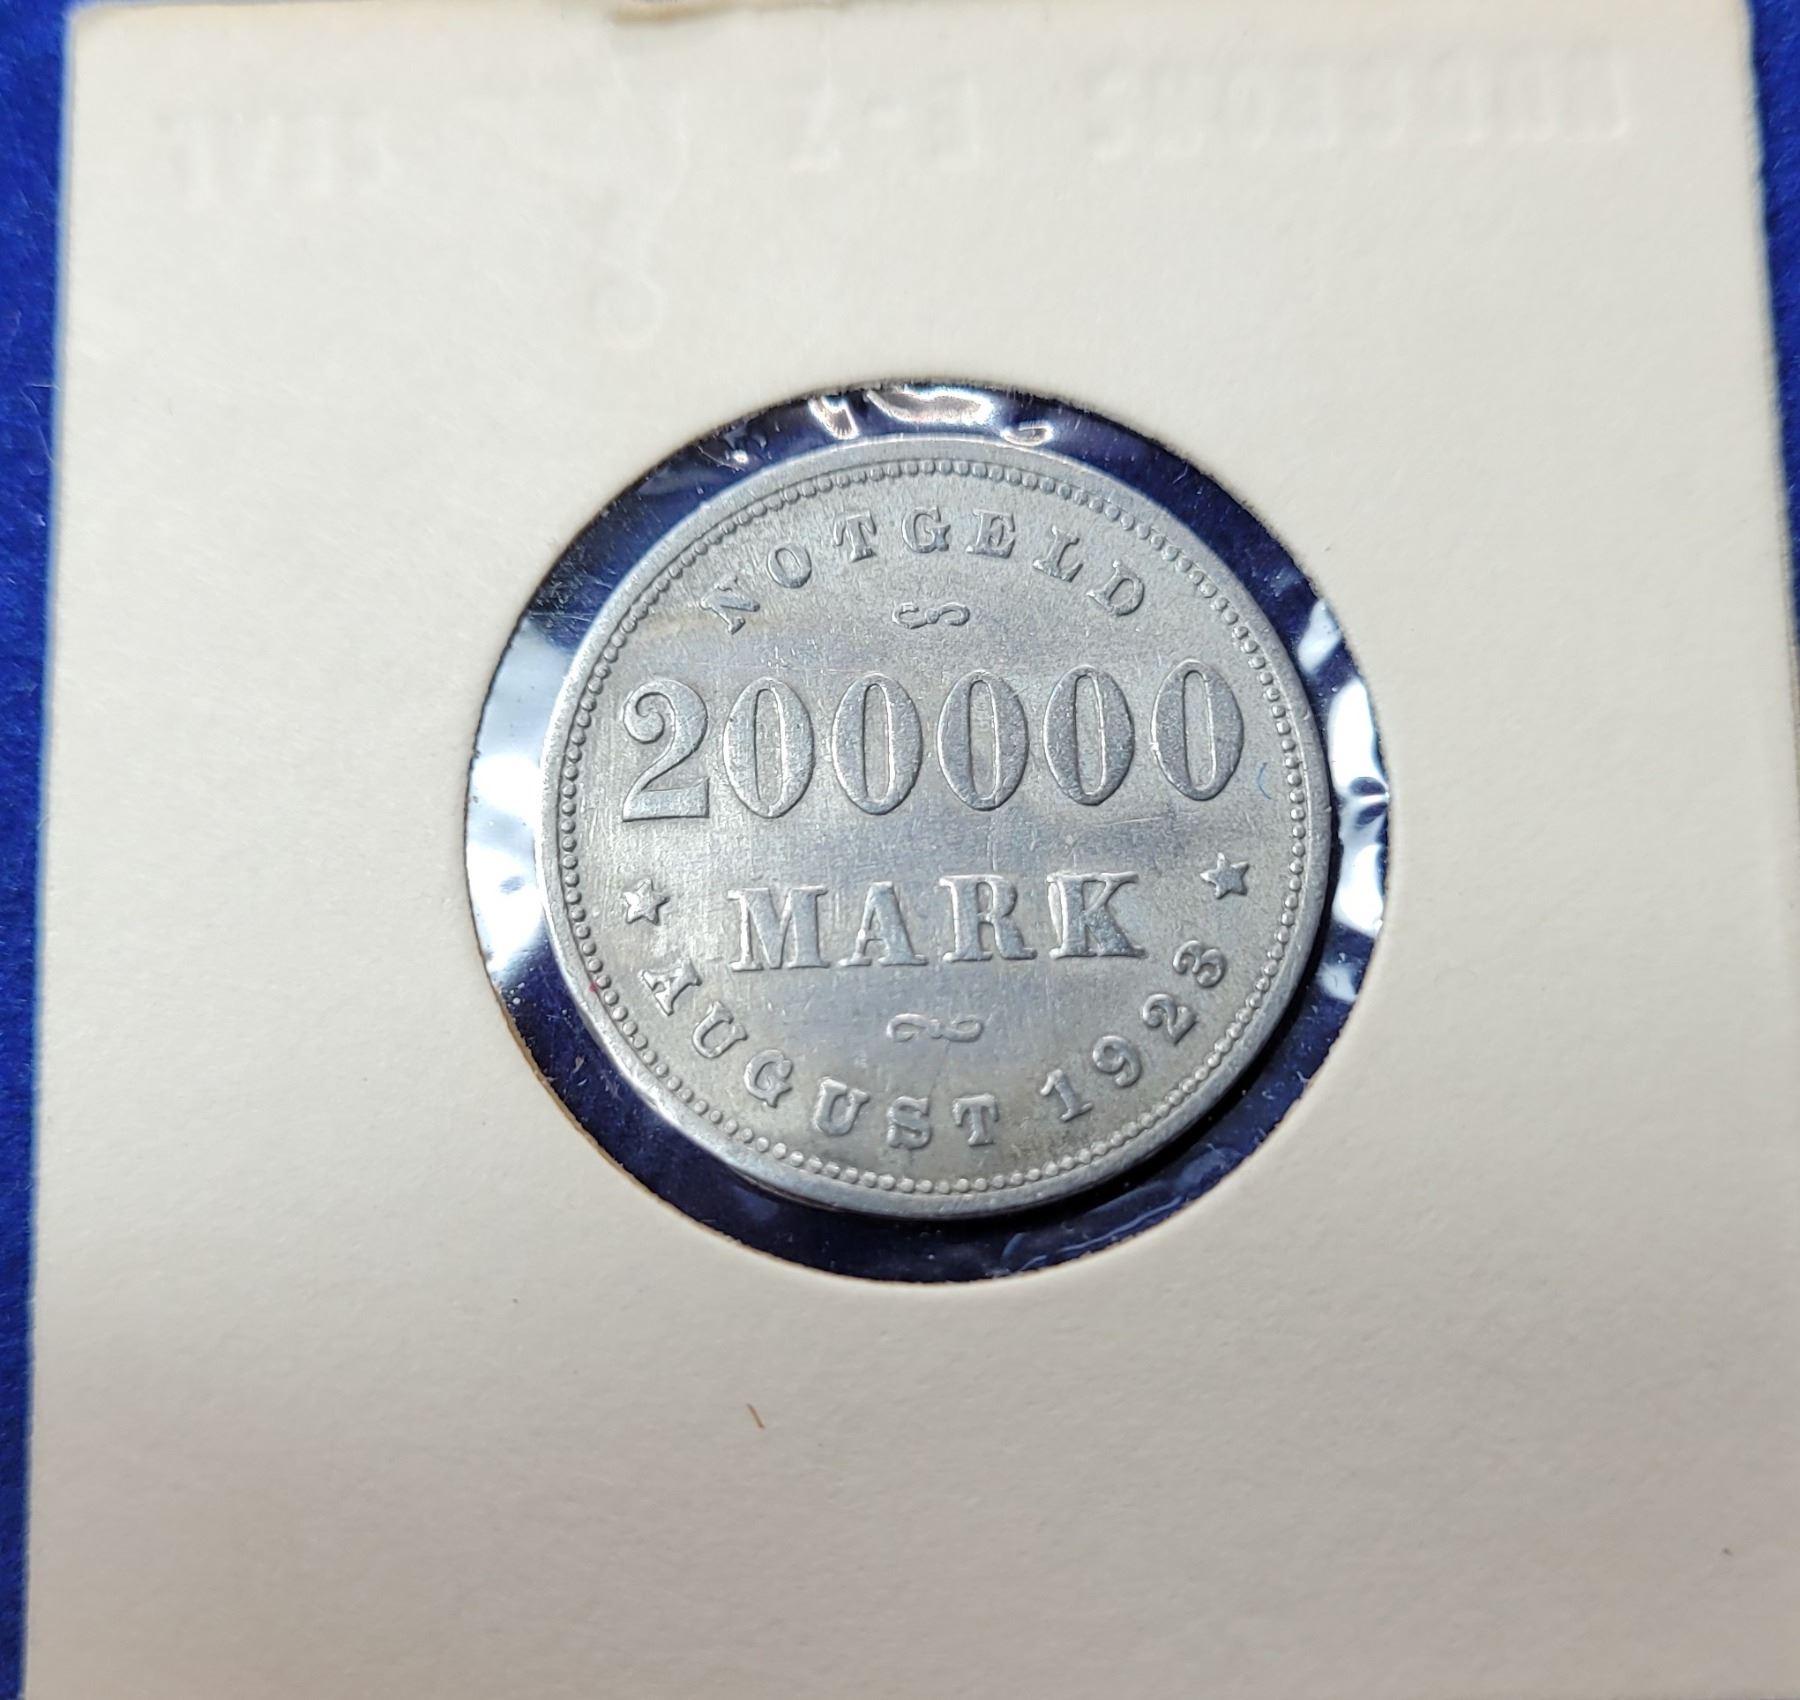 NOTGELD
200000
MARK
AUGUST 1923